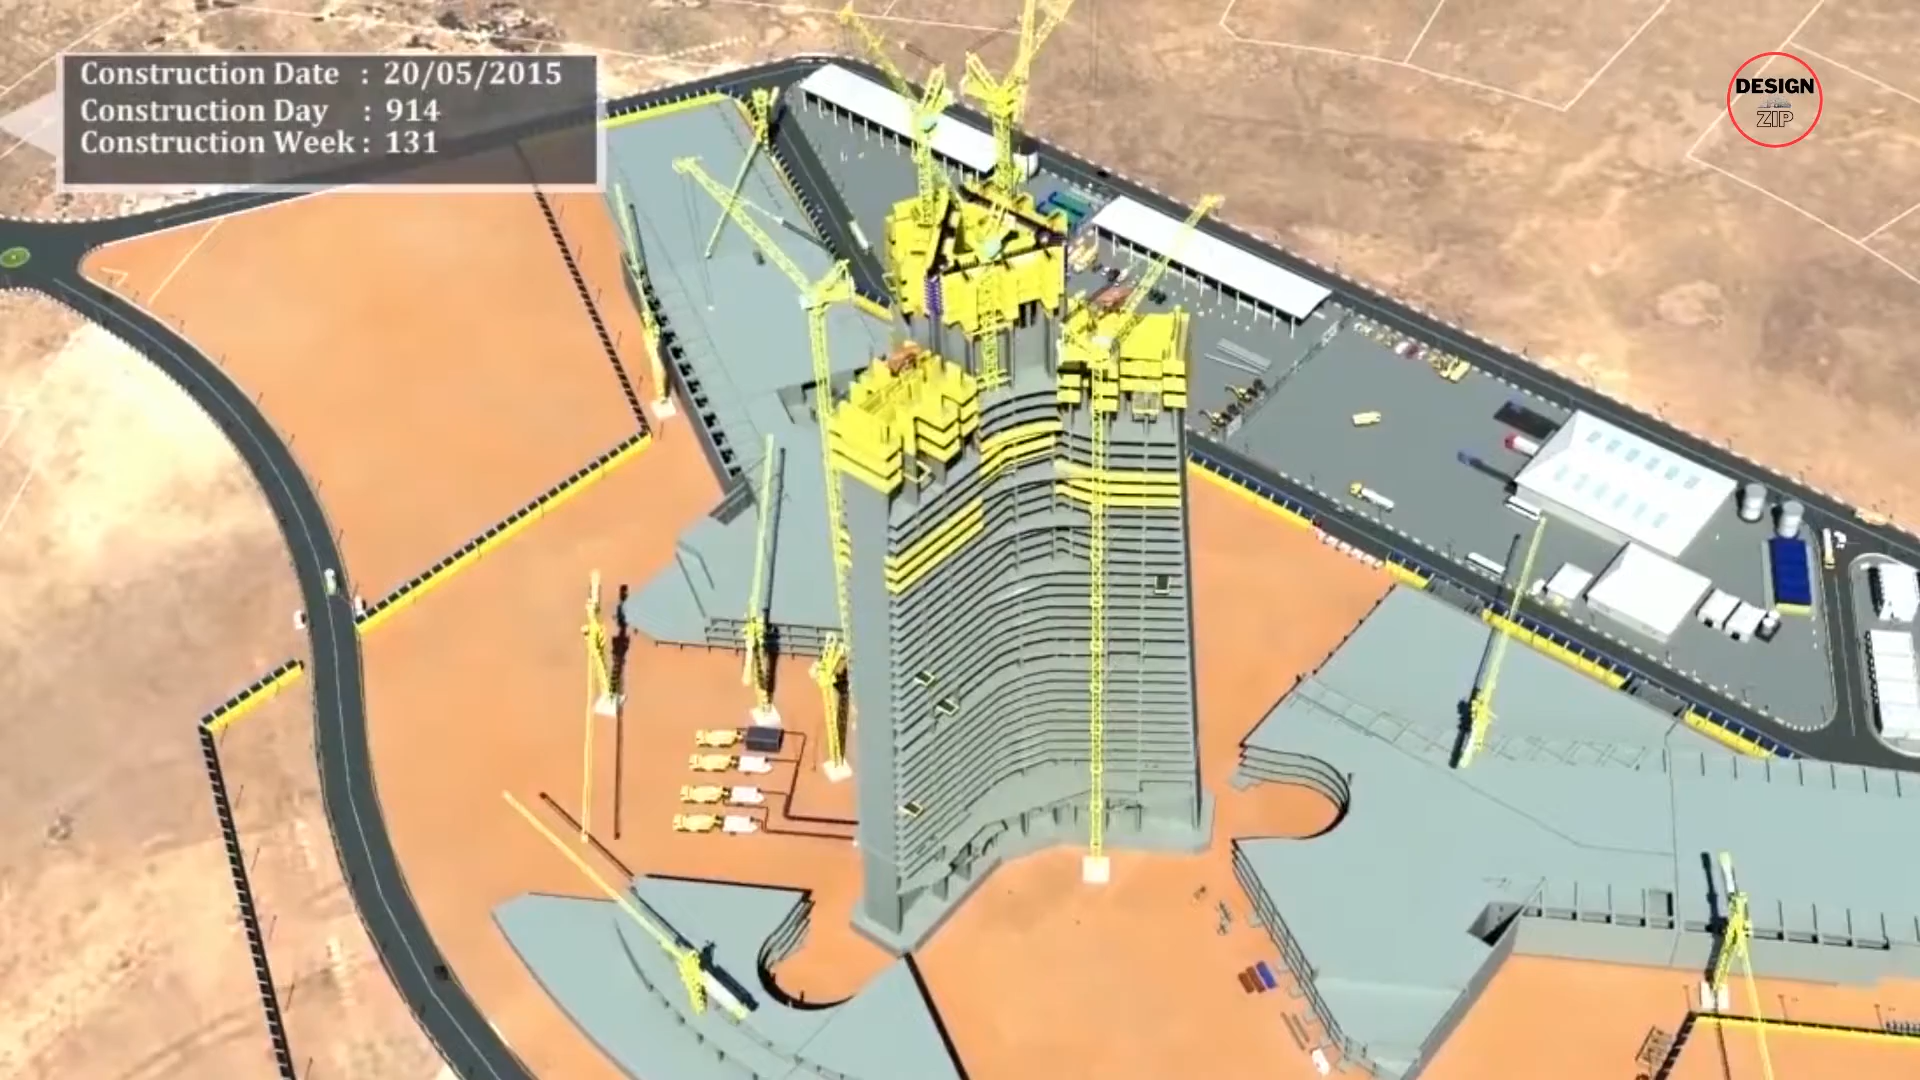 Construction Date : 20/05/2015
Construction Day : 914
Construction Week : 131
DESIGN
ZIP